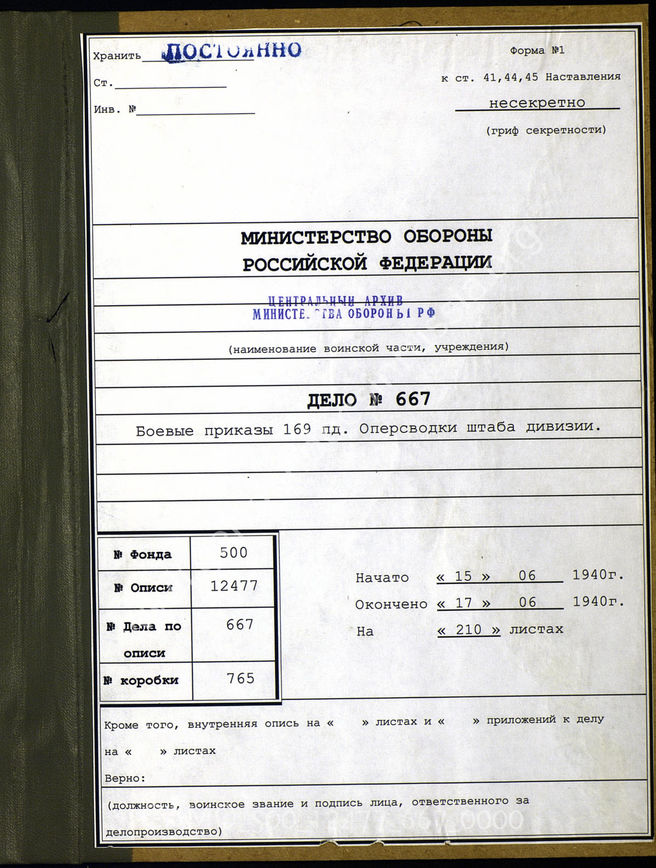 Хранить ПОСТОЯННО
Форма №1
Ст.
к ст. 41,44,45 Наставления
Инв. №
несекретно
(гриф секретности)
МИНИСТЕРСТВО ОБОРОНЫ
РОССИЙСКОЙ ФЕДЕРАЦИИ
ЦЕНТРАЛЬНЫЙ АРХИВ
МИНИСТЕРСТВА ОБОРОНЫ РФ
(наименование воинской части, учреждения)
ДЕЛО № 667
Боевые приказы 169 пд. Оперсводки штаба дивизии.
№ Фонда 500
№ Описи 12477
№ Дела по
описи
667
№ коробки 765
Начато « 15 » 06 1940г.
Окончено « 17 » 06 1940г.
На « 210 » листах
Кроме того, внутренняя опись на « » листах и « » приложений к делу
на « » листах
Верно:
(должность, воинское звание и подпись лица, ответственного за
делопроизводство)